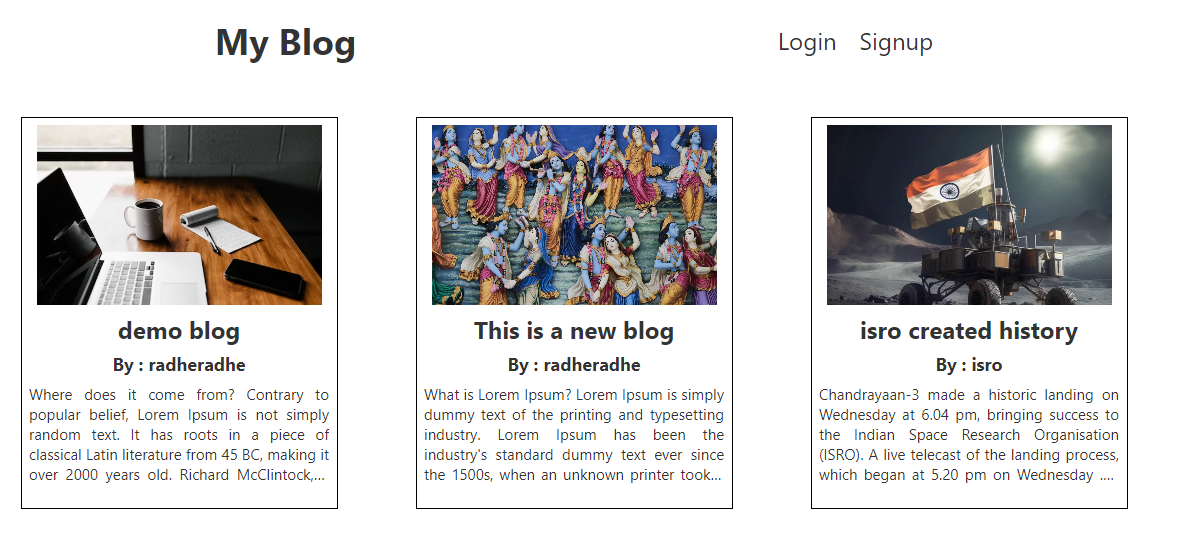 My Blog
Login Signup
demo blog
By : radheradhe
Where does it come from? Contrary to
popular belief, Lorem Ipsum is not simply
random text. It has roots in a piece of
classical Latin literature from 45 BC, making it
over 2000 years old. Richard McClintock,...
This is a new blog
By : radheradhe
What is Lorem Ipsum? Lorem Ipsum is simply
dummy text of the printing and typesetting
industry. Lorem Ipsum has been the
industry's standard dummy text ever since
the 1500s, when an unknown printer took...
isro created history
By : isro
Chandrayaan-3 made a historic landing on
Wednesday at 6.04 pm, bringing success to
the Indian Space Research Organisation
(ISRO). A live telecast of the landing process,
which began at 5.20 pm on Wednesday ....